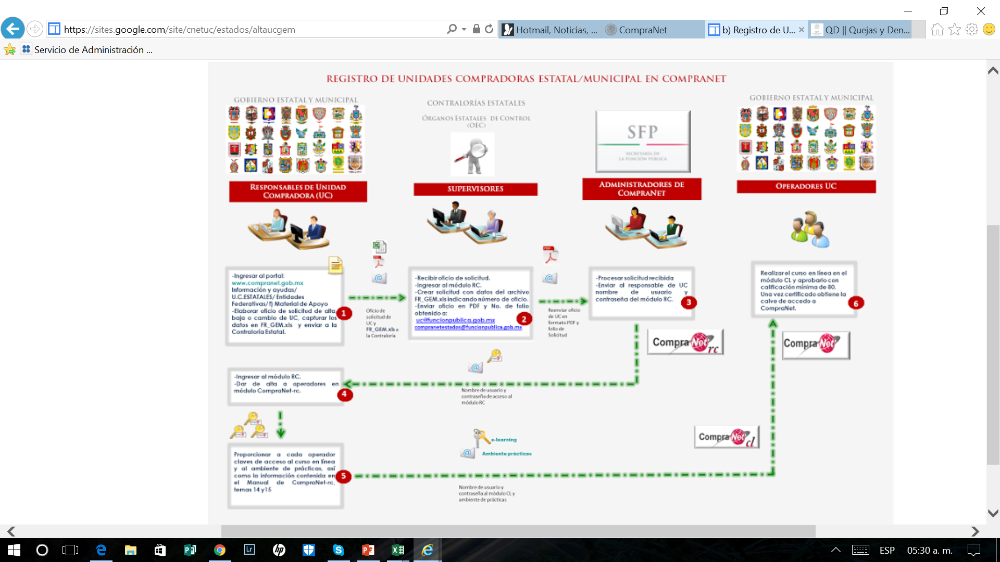 https://sites.google.com/site/cnetuc/estados/altaucgem
Hotmail, Noticias, ...
CompraNet
b) Registro de U...
QD || Quejas y Den...
Servicio de Administración ...
REGISTRO DE UNIDADES COMPRADORAS ESTATAL/MUNICIPAL EN COMPRANET
GOBIERNO ESTATAL Y MUNICIPAL
CONTRALORÍAS ESTATALES
ÓRGANOS ESTATALES DE CONTROL
(OEC)
SFP
SECRETARÍA DE
LA FUNCIÓN PÚBLICA
GOBIERNO ESTATAL Y MUNICIPAL
RESPONSABLES DE UNIDAD
COMPRADORA (UC)
SUPERVISORES
ADMINISTRADORES DE
COMPRANET
OPERADORES UC
-Ingresar al portal:
www.compranet.gob.mx
Información y ayudas/
U.C.ESTATALES/ Entidades
Federativas/ f) Material de Apoyo
-Elaborar oficio de solicitud de alta,
baja o cambio de UC, capturar los
datos en FR_GEM.xls y enviar a la
Contraloría Estatal.
1
Oficio de
solicitud de
UC y
FR_GEM.xls a
la Contraloría
-Recibir oficio de solicitud.
-Ingresar al módulo RC.
-Crear solicitud con datos del archivo
FR_GEM.xls indicando número de oficio.
-Enviar oficio en PDF y No. de folio
obtenido a:
uc@funcionpublica.gob.mx
compranetestados@funcionpublica.gob.mx
2
PDF
Reenviar oficio
de UC en
formato PDF y
folio de
Solicitud
-Procesar solicitud recibida
-Enviar al responsable de UC
nombre de usuario y
contraseña del módulo RC.
3
Realizar el curso en línea en el
módulo CL y aprobarlo con
calificación mínima de 80.
Una vez certificado obtiene la
calve de accedo a
CompraNet.
6
CompraNet rc
CompraNet
-Ingresar al módulo RC.
-Dar de alta a operadores en
módulo CompraNet-rc.
4
Nombre de usuario y
contraseña de acceso al
módulo RC
CompraNet cl
e-learning
Ambiente prácticas
Proporcionar a cada operador
claves de acceso al curso en línea
y al ambiente de prácticas, así
como la información contenida en
el Manual de CompraNet-rc,
temas 14 y15
5
Nombre de usuario y
contraseña al módulo CL y
ambiente de prácticas
ESP
05:30 a. m.